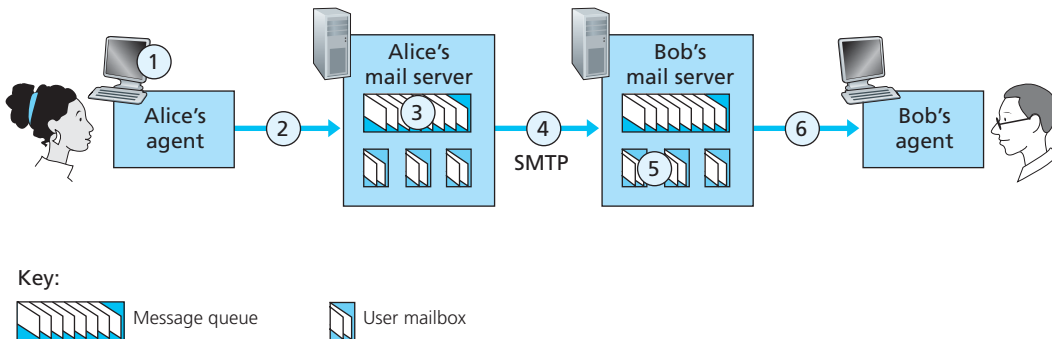 1
Alice's
agent
2
Alice's
mail server
3
4
SMTP
Bob's
mail server
5
6
Bob's
agent
Key:
Message queue
User mailbox